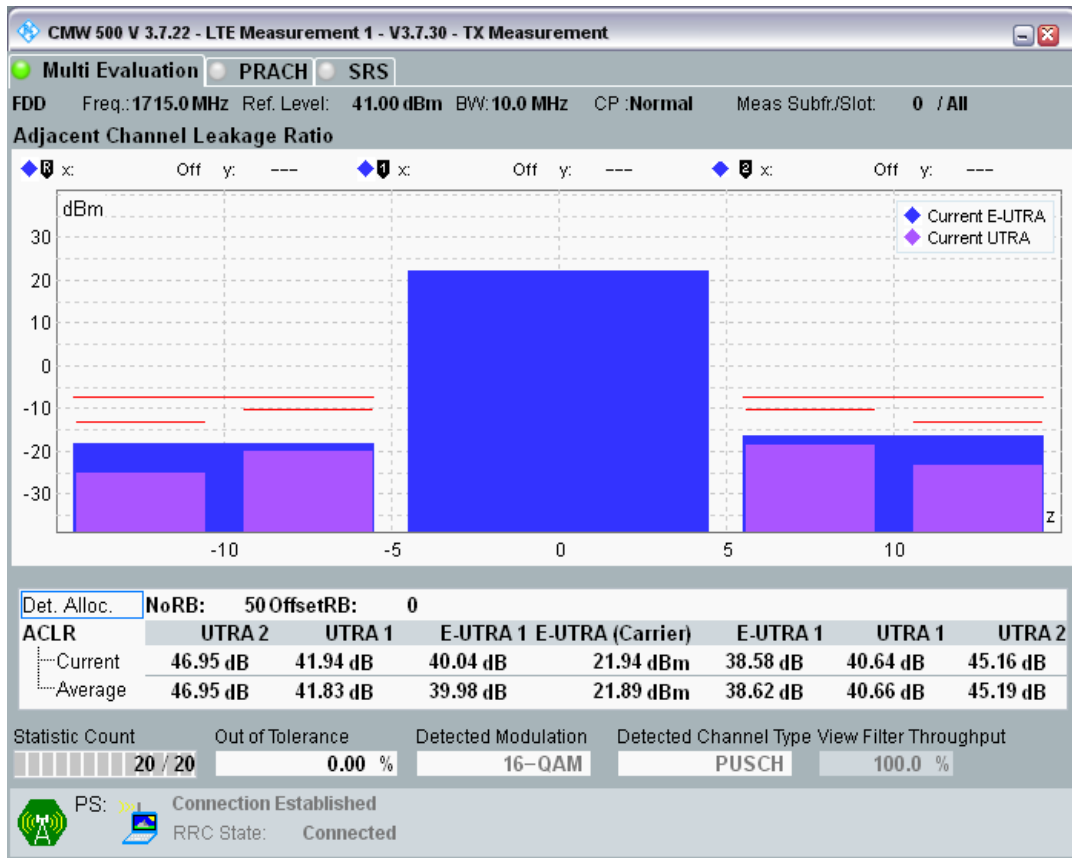 CMW 500 V 3.7.22 - LTE Measurement 1 - V3.7.30 - TX Measurement
Multi Evaluation PRACH SRS
FDD Freq.: 1715.0 MHz Ref. Level: 41.00 dBm BW: 10.0 MHz CP :Normal Meas Subfr./Slot: 0 / All
Adjacent Channel Leakage Ratio
R x: Off y: --- 1 x: Off y: --- 2 x: Off y: ---
dBm
Current E-UTRA
Current UTRA
30
20
10
0
-10
-20
-30
z
-10 -5 0 5 10
Det. Alloc. NoRB: 50 OffsetRB: 0
ACLR UTRA 2 UTRA 1 E-UTRA 1 E-UTRA (Carrier) E-UTRA 1 UTRA 1 UTRA 2
Current 46.95 dB 41.94 dB 40.04 dB 21.94 dBm 38.58 dB 40.64 dB 45.16 dB
Average 46.95 dB 41.83 dB 39.98 dB 21.89 dBm 38.62 dB 40.66 dB 45.19 dB
Statistic Count Out of Tolerance Detected Modulation Detected Channel Type View Filter Throughput
20 / 20 0.00 % 16-QAM PUSCH 100.0 %
PS: Connection Established
RRC State: Connected